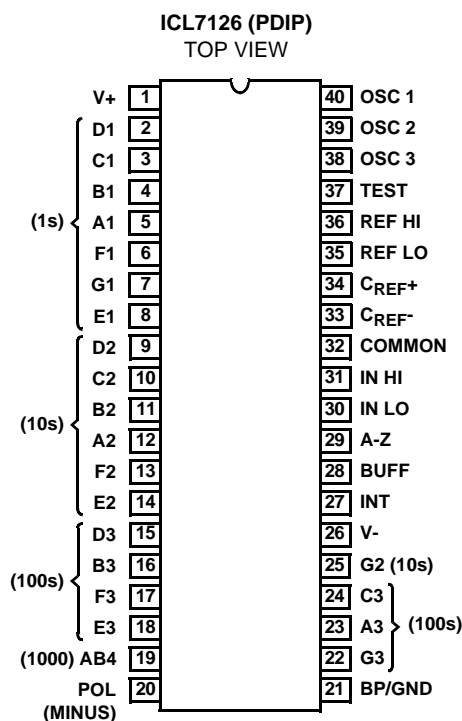 ICL7126 (PDIP)
TOP VIEW
V+ 1 40 OSC 1
D1 2 39 OSC 2
C1 3 38 OSC 3
B1 4 37 TEST
(1s) A1 5 36 REF HI
F1 6 35 REF LO
G1 7 34 CREF+
E1 8 33 CREF-
D2 9 32 COMMON
C2 10 31 IN HI
B2 11 30 IN LO
(10s) A2 12 29 A-Z
F2 13 28 BUFF
E2 14 27 INT
D3 15 26 V-
B3 16 25 G2 (10s)
(100s) F3 17 24 C3
E3 18 23 A3 (100s)
(1000) AB4 19 22 G3
POL 20 21 BP/GND
(MINUS)